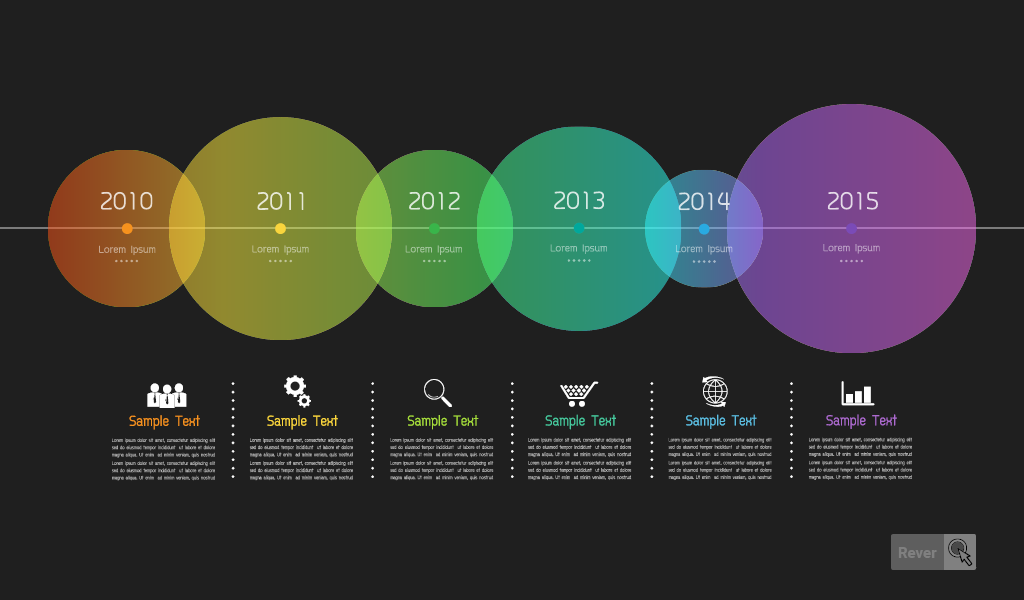 2010
Lorem Ipsum
2011
Lorem Ipsum
2012
Lorem Ipsum
2013
Lorem Ipsum
2014
Lorem Ipsum
2015
Lorem Ipsum
Sample Text
Lorem ipsum dolor sit amet, consectetur adipiscing elit
sed do eiusmod tempor incididunt ut labore et dolore
magna aliqua. Ut enim ad minim veniam, quis nostrud
Lorem ipsum dolor sit amet, consectetur adipiscing elit
sed do eiusmod tempor incididunt ut labore et dolore
magna aliqua. Ut enim ad minim veniam, quis nostrud
Sample Text
Lorem ipsum dolor sit amet, consectetur adipiscing elit
sed do eiusmod tempor incididunt ut labore et dolore
magna aliqua. Ut enim ad minim veniam, quis nostrud
Lorem ipsum dolor sit amet, consectetur adipiscing elit
sed do eiusmod tempor incididunt ut labore et dolore
magna aliqua. Ut enim ad minim veniam, quis nostrud
Sample Text
Lorem ipsum dolor sit amet, consectetur adipiscing elit
sed do eiusmod tempor incididunt ut labore et dolore
magna aliqua. Ut enim ad minim veniam, quis nostrud
Lorem ipsum dolor sit amet, consectetur adipiscing elit
sed do eiusmod tempor incididunt ut labore et dolore
magna aliqua. Ut enim ad minim veniam, quis nostrud
Sample Text
Lorem ipsum dolor sit amet, consectetur adipiscing elit
sed do eiusmod tempor incididunt ut labore et dolore
magna aliqua. Ut enim ad minim veniam, quis nostrud
Lorem ipsum dolor sit amet, consectetur adipiscing elit
sed do eiusmod tempor incididunt ut labore et dolore
magna aliqua. Ut enim ad minim veniam, quis nostrud
Sample Text
Lorem ipsum dolor sit amet, consectetur adipiscing elit
sed do eiusmod tempor incididunt ut labore et dolore
magna aliqua. Ut enim ad minim veniam, quis nostrud
Lorem ipsum dolor sit amet, consectetur adipiscing elit
sed do eiusmod tempor incididunt ut labore et dolore
magna aliqua. Ut enim ad minim veniam, quis nostrud
Sample Text
Lorem ipsum dolor sit amet, consectetur adipiscing elit
sed do eiusmod tempor incididunt ut labore et dolore
magna aliqua. Ut enim ad minim veniam, quis nostrud
Lorem ipsum dolor sit amet, consectetur adipiscing elit
sed do eiusmod tempor incididunt ut labore et dolore
magna aliqua. Ut enim ad minim veniam, quis nostrud
Rever